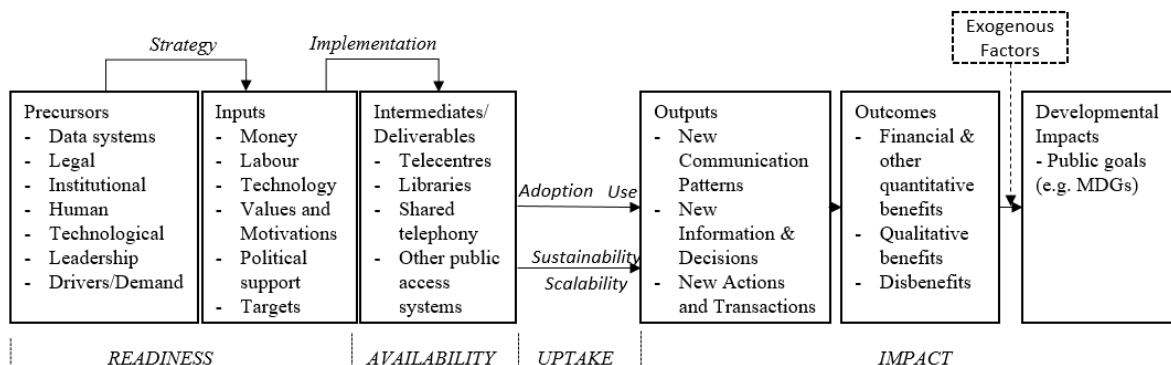 Strategy
Implementation
Exogenous
Factors
Precursors
- Data systems
- Legal
- Institutional
- Human
- Technological
- Leadership
- Drivers/Demand
Inputs
- Money
- Labour
- Technology
- Values and
Motivations
- Political
support
- Targets
Intermediates/
Deliverables
- Telecentres
- Libraries
- Shared
telephony
- Other public
access
systems
Adoption Use
Sustainability
Scalability
Outputs
- New
Communication
Patterns
- New
Information &
Decisions
- New Actions
and Transactions
Outcomes
- Financial &
other
quantitative
benefits
- Qualitative
benefits
- Disbenefits
Developmental
Impacts
- Public goals
(e.g. MDGs)
READINESS
AVAILABILITY
UPTAKE
IMPACT